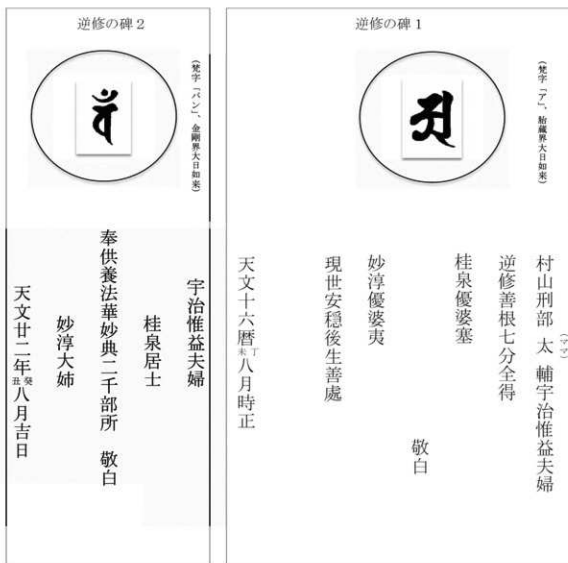 逆修の碑1
(梵字「ア」、胎蔵界大日如来)
村山刑部 太 輔宇治惟益夫婦
(ママ)
逆修善根七分全得
桂泉優婆塞
敬白
妙淳優婆夷
現世安穏後生善處
天文十六暦丁未八月時正
逆修の碑2
(梵字「バン」、金剛界大日如来)
宇治惟益夫婦
桂泉居士
奉供養法華妙典二千部所 敬白
妙淳大姉
天文廿二年癸丑八月吉日